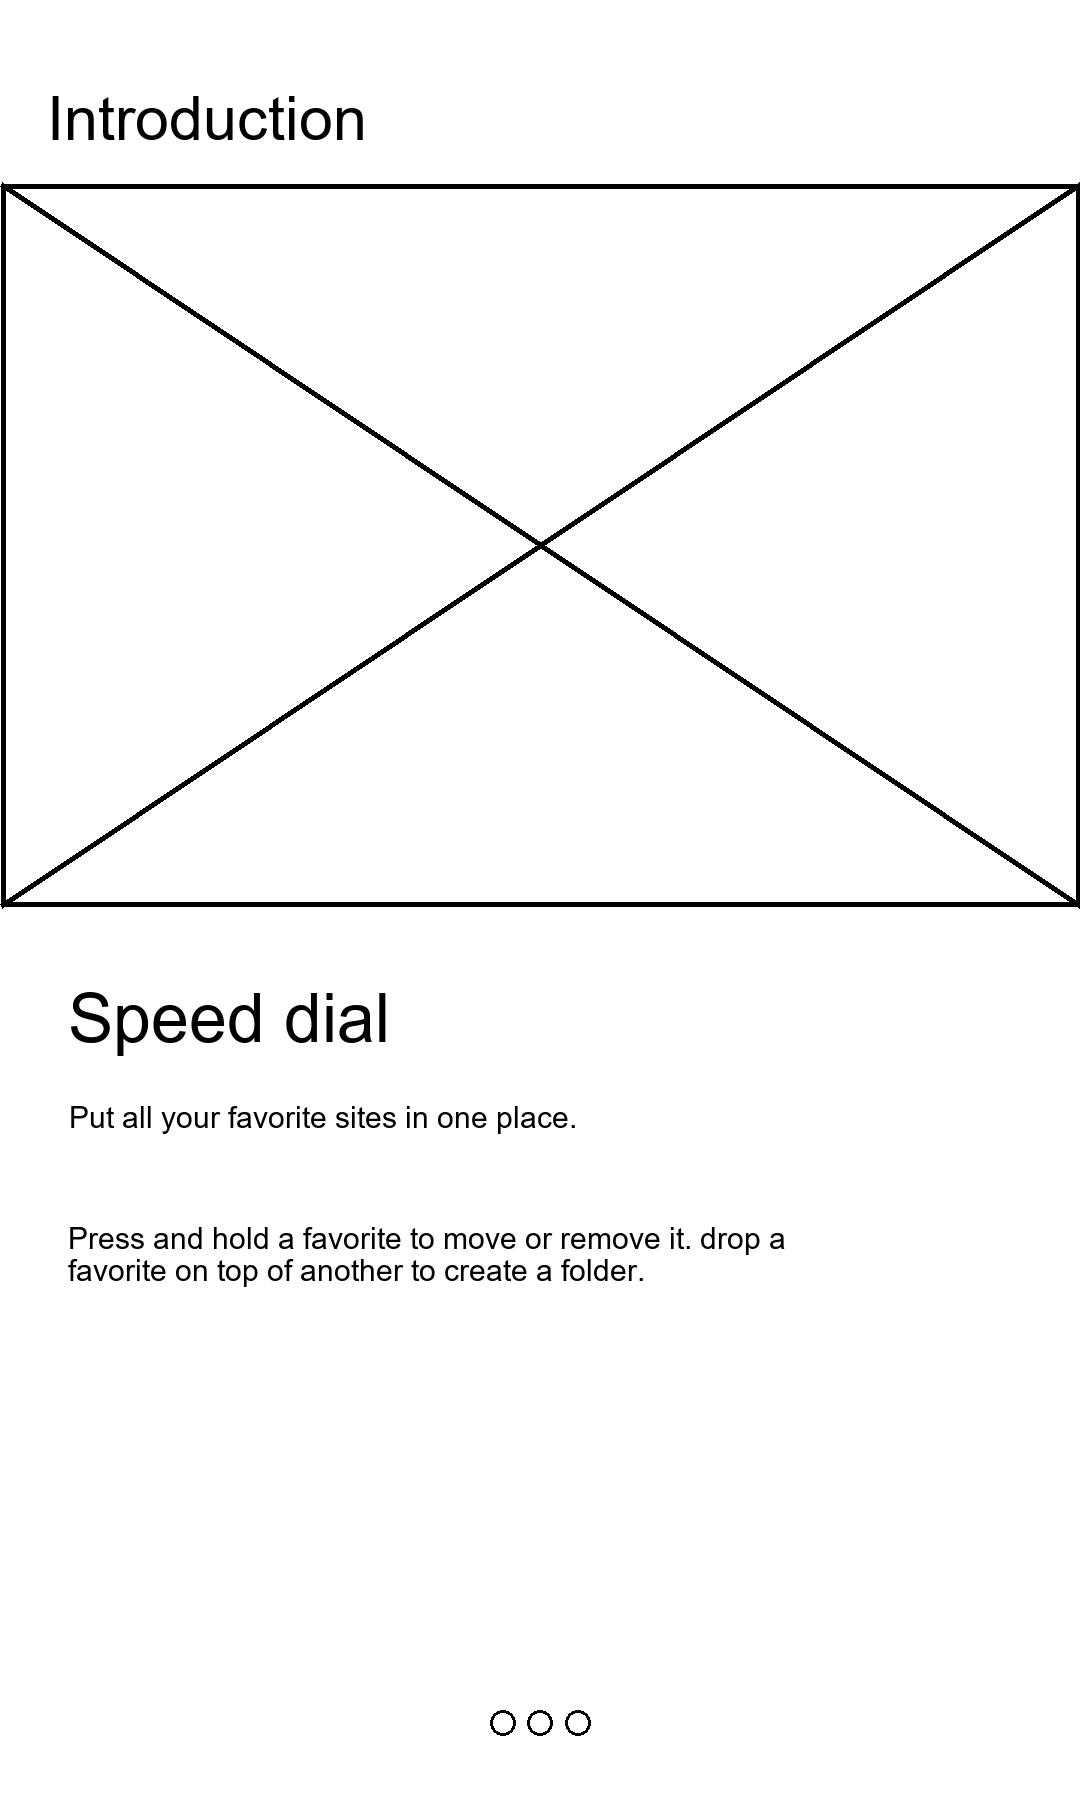 Introduction
Speed dial
Put all your favorite sites in one place.
Press and hold a favorite to move or remove it. drop a
favorite on top of another to create a folder.